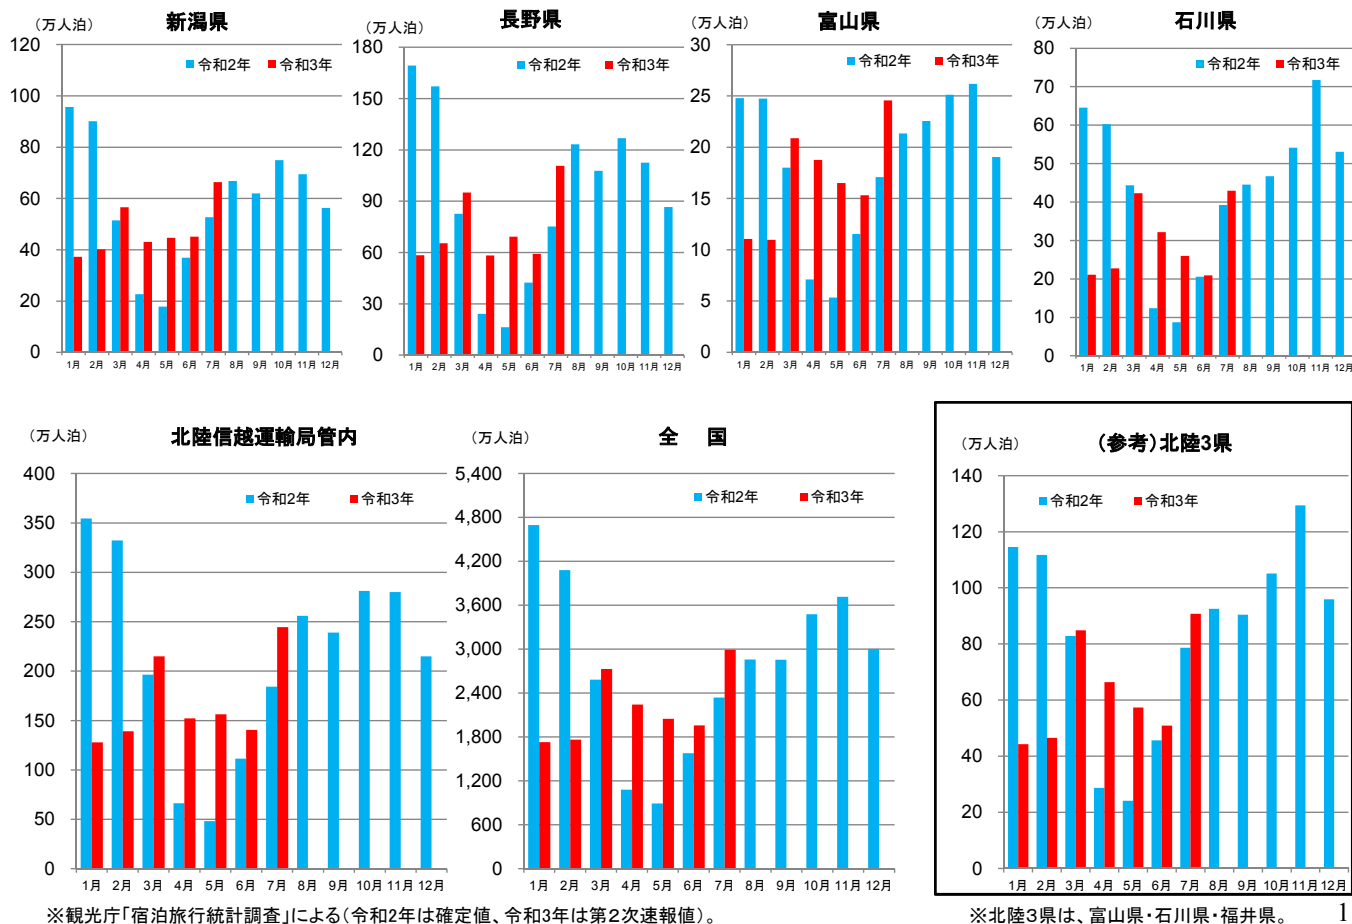 新潟県
（万人泊）
令和2年 令和3年
120
100
80
60
40
20
0
1月 2月 3月 4月 5月 6月 7月 8月 9月 10月 11月 12月
長野県
（万人泊）
令和2年 令和3年
180
150
120
90
60
30
0
1月 2月 3月 4月 5月 6月 7月 8月 9月 10月 11月 12月
富山県
（万人泊）
令和2年 令和3年
30
25
20
15
10
5
0
1月 2月 3月 4月 5月 6月 7月 8月 9月 10月 11月 12月
石川県
（万人泊）
令和2年 令和3年
80
70
60
50
40
30
20
10
0
1月 2月 3月 4月 5月 6月 7月 8月 9月 10月 11月 12月
北陸信越運輸局管内
（万人泊）
令和2年 令和3年
400
350
300
250
200
150
100
50
0
1月 2月 3月 4月 5月 6月 7月 8月 9月 10月 11月 12月
全 国
（万人泊）
令和2年 令和3年
5,400
4,800
4,200
3,600
3,000
2,400
1,800
1,200
600
0
1月 2月 3月 4月 5月 6月 7月 8月 9月 10月 11月 12月
（参考）北陸3県
（万人泊）
令和2年 令和3年
140
120
100
80
60
40
20
0
1月 2月 3月 4月 5月 6月 7月 8月 9月 10月 11月 12月
※観光庁「宿泊旅行統計調査」による（令和2年は確定値、令和3年は第2次速報値）。
※北陸3県は、富山県・石川県・福井県。
1